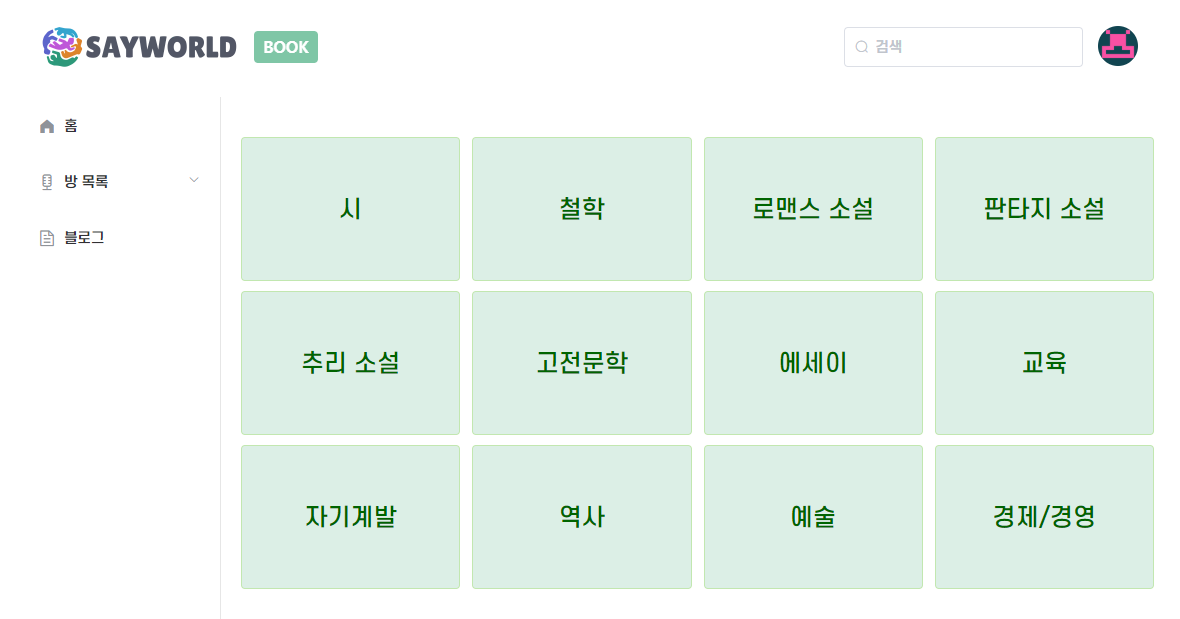 SAYWORLD BOOK
검색
홈
방 목록
블로그
시
철학
로맨스 소설
판타지 소설
추리 소설
고전문학
에세이
교육
자기계발
역사
예술
경제/경영